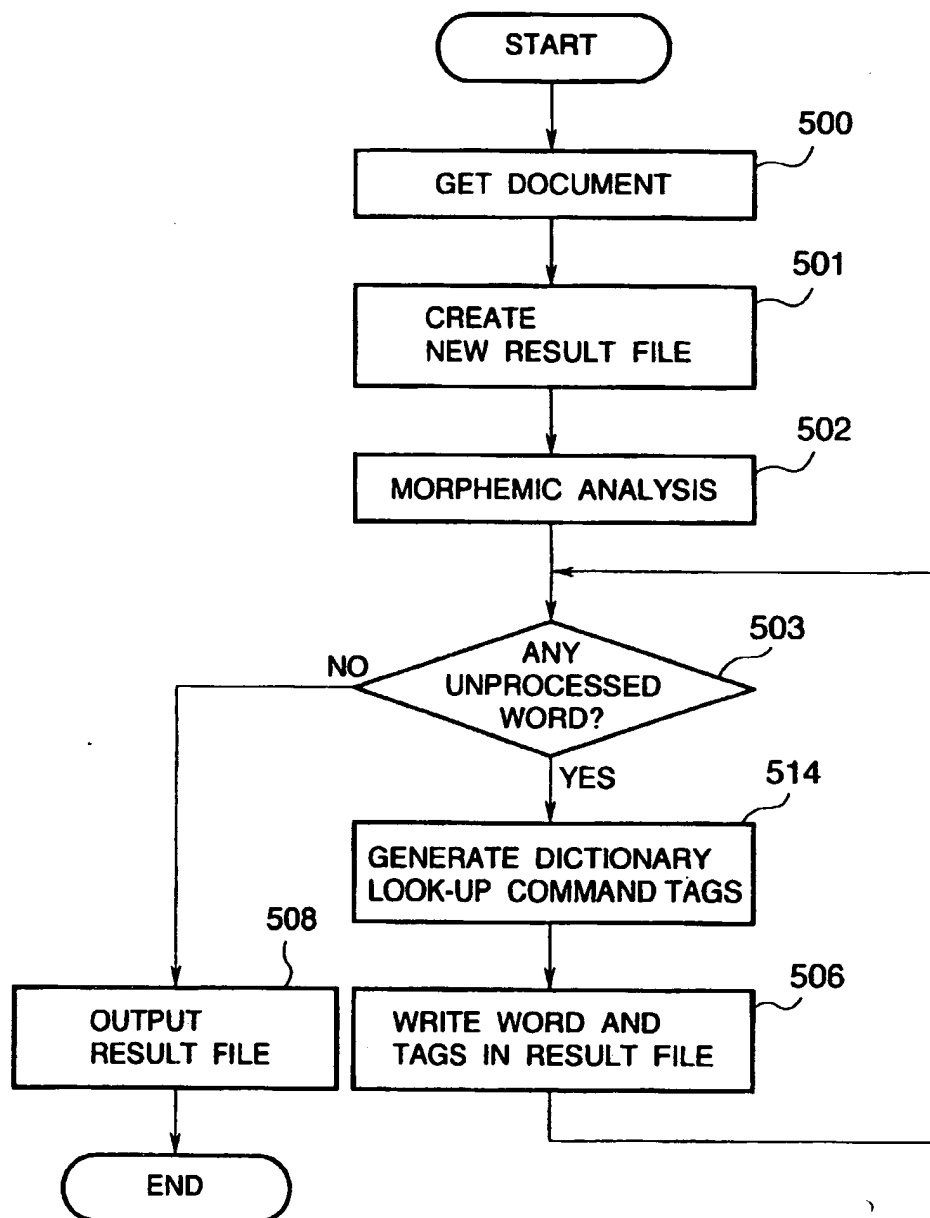 START
500
GET DOCUMENT
501
CREATE
NEW RESULT FILE
502
MORPHEMIC ANALYSIS
503
NO
ANY
UNPROCESSED
WORD?
YES
514
GENERATE DICTIONARY
LOOK-UP COMMAND TAGS
508
506
OUTPUT
RESULT FILE
WRITE WORD AND
TAGS IN RESULT FILE
END